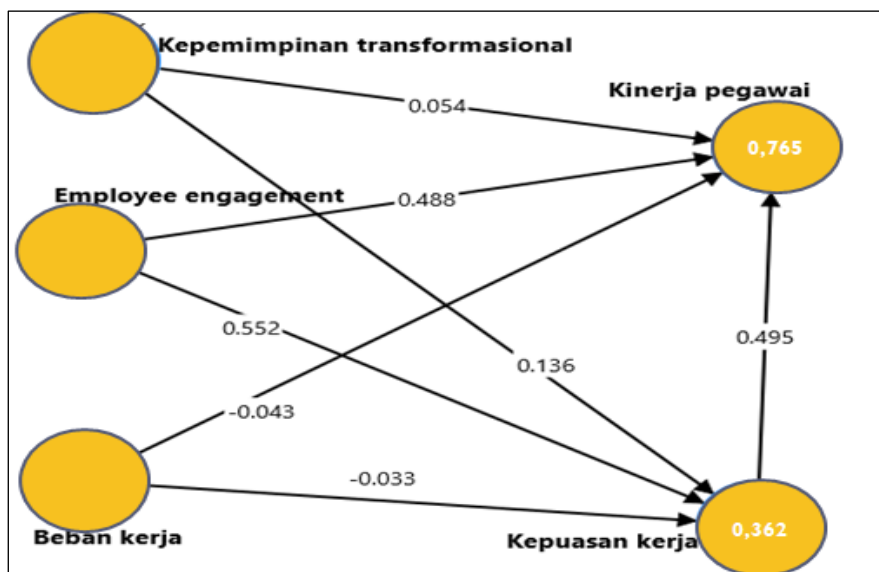 Kepemimpinan transformasional
0.054
Kinerja pegawai
0,765
Employee engagement
0.488
0.552
0.495
0.136
-0.043
-0.033
Beban kerja
Kepuasan kerja
0,362